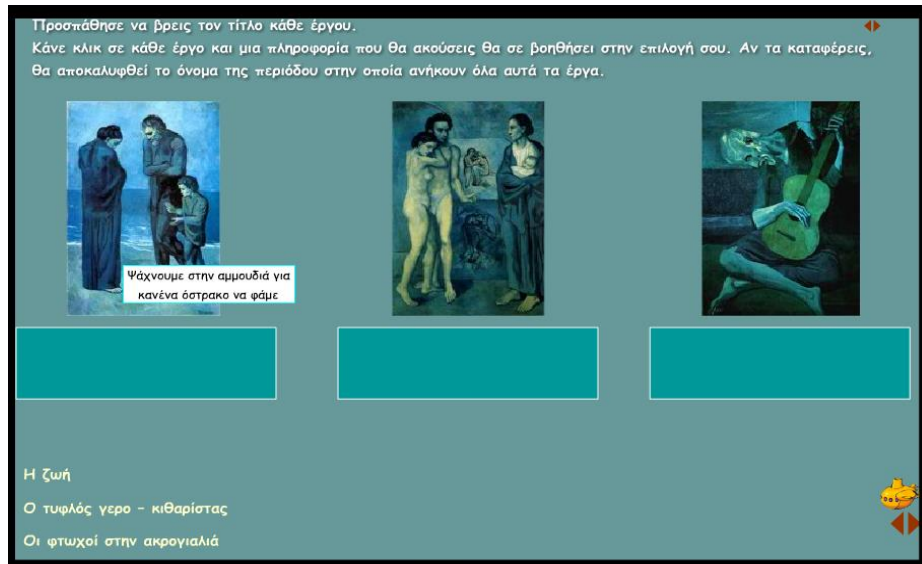 Προσπάθησε να βρεις τον τίτλο κάθε έργου.
Κάνε κλικ σε κάθε έργο και μια πληροφορία που θα ακούσεις θα σε βοηθήσει στην επιλογή σου. Αν τα καταφέρεις,
θα αποκαλυφθεί το όνομα της περιόδου στην οποία ανήκουν όλα αυτά τα έργα.
Ψάχνουμε στην αμμουδιά για
κανένα όστρακο να φάμε
Η ζωή
Ο τυφλός γερο - κιθαρίστας
Οι φτωχοί στην ακρογιαλιά